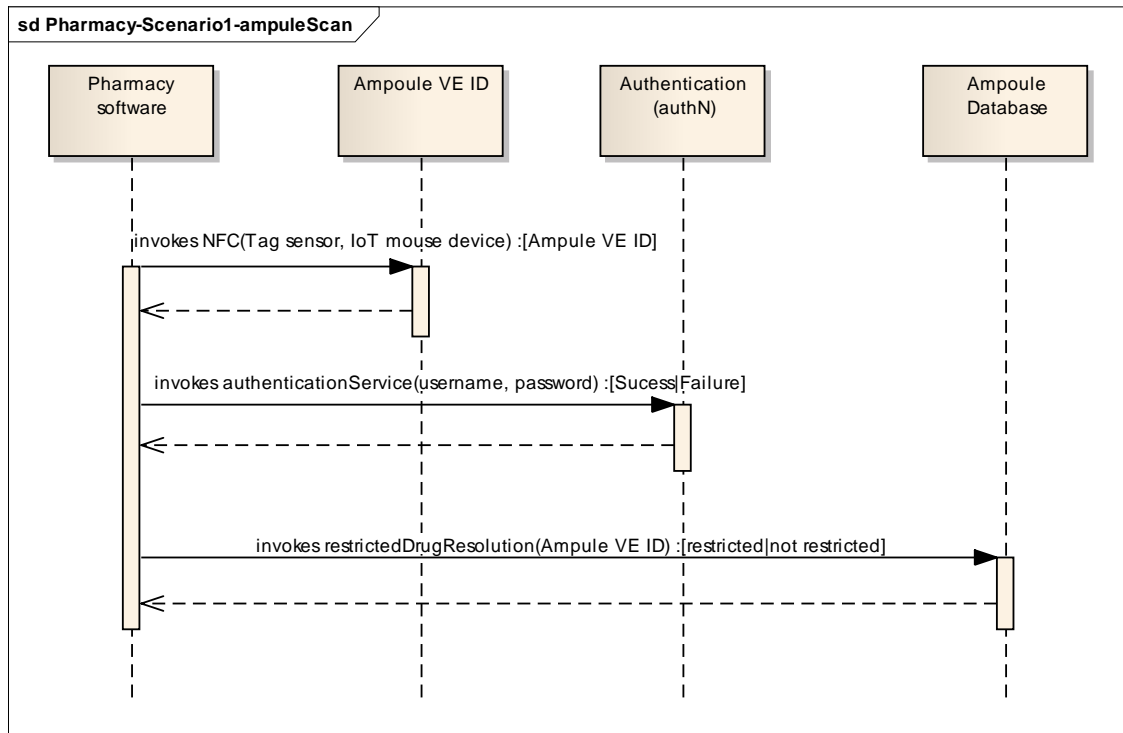 sd Pharmacy-Scenario1-ampuleScan
Pharmacy
software
Ampoule VE ID
Authentication
(authN)
Ampoule
Database
invokes NFC(Tag sensor, IoT mouse device) :[Ampule VE ID]
invokes authenticationService(username, password) :[Sucess|Failure]
invokes restrictedDrugResolution(Ampule VE ID) :[restricted|not restricted]